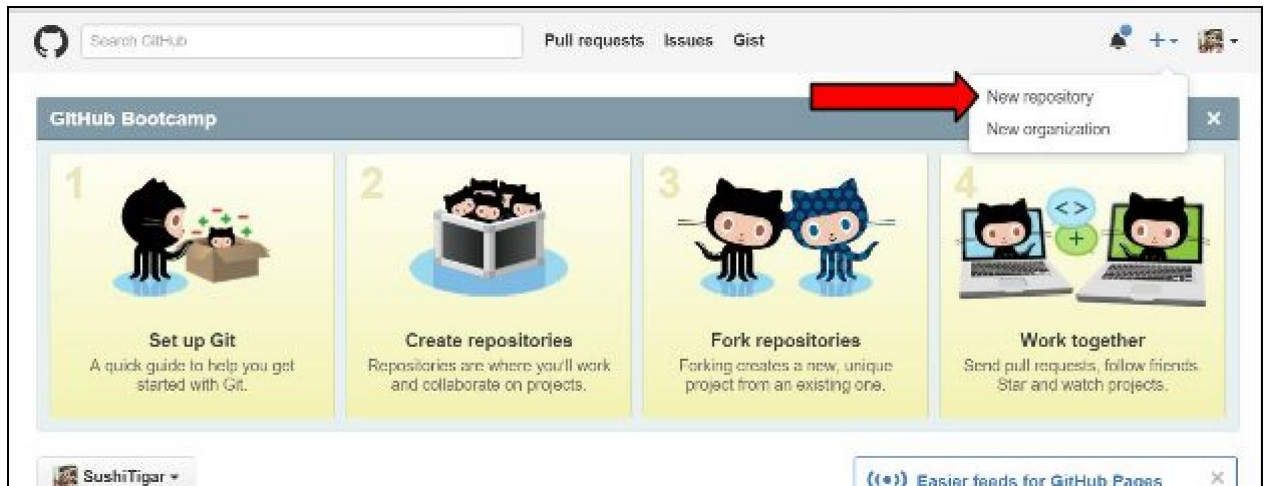 Search GitHub
Pull requests Issues Gist
New repository
New organization
GitHub Bootcamp
1
Set up Git
A quick guide to help you get
started with Git.
2
Create repositories
Repositories are where you'll work
and collaborate on projects.
3
Fork repositories
Forking creates a new, unique
project from an existing one.
4
Work together
Send pull requests, follow friends.
Star and watch projects.
SushiTigar
Easier feeds for GitHub Pages